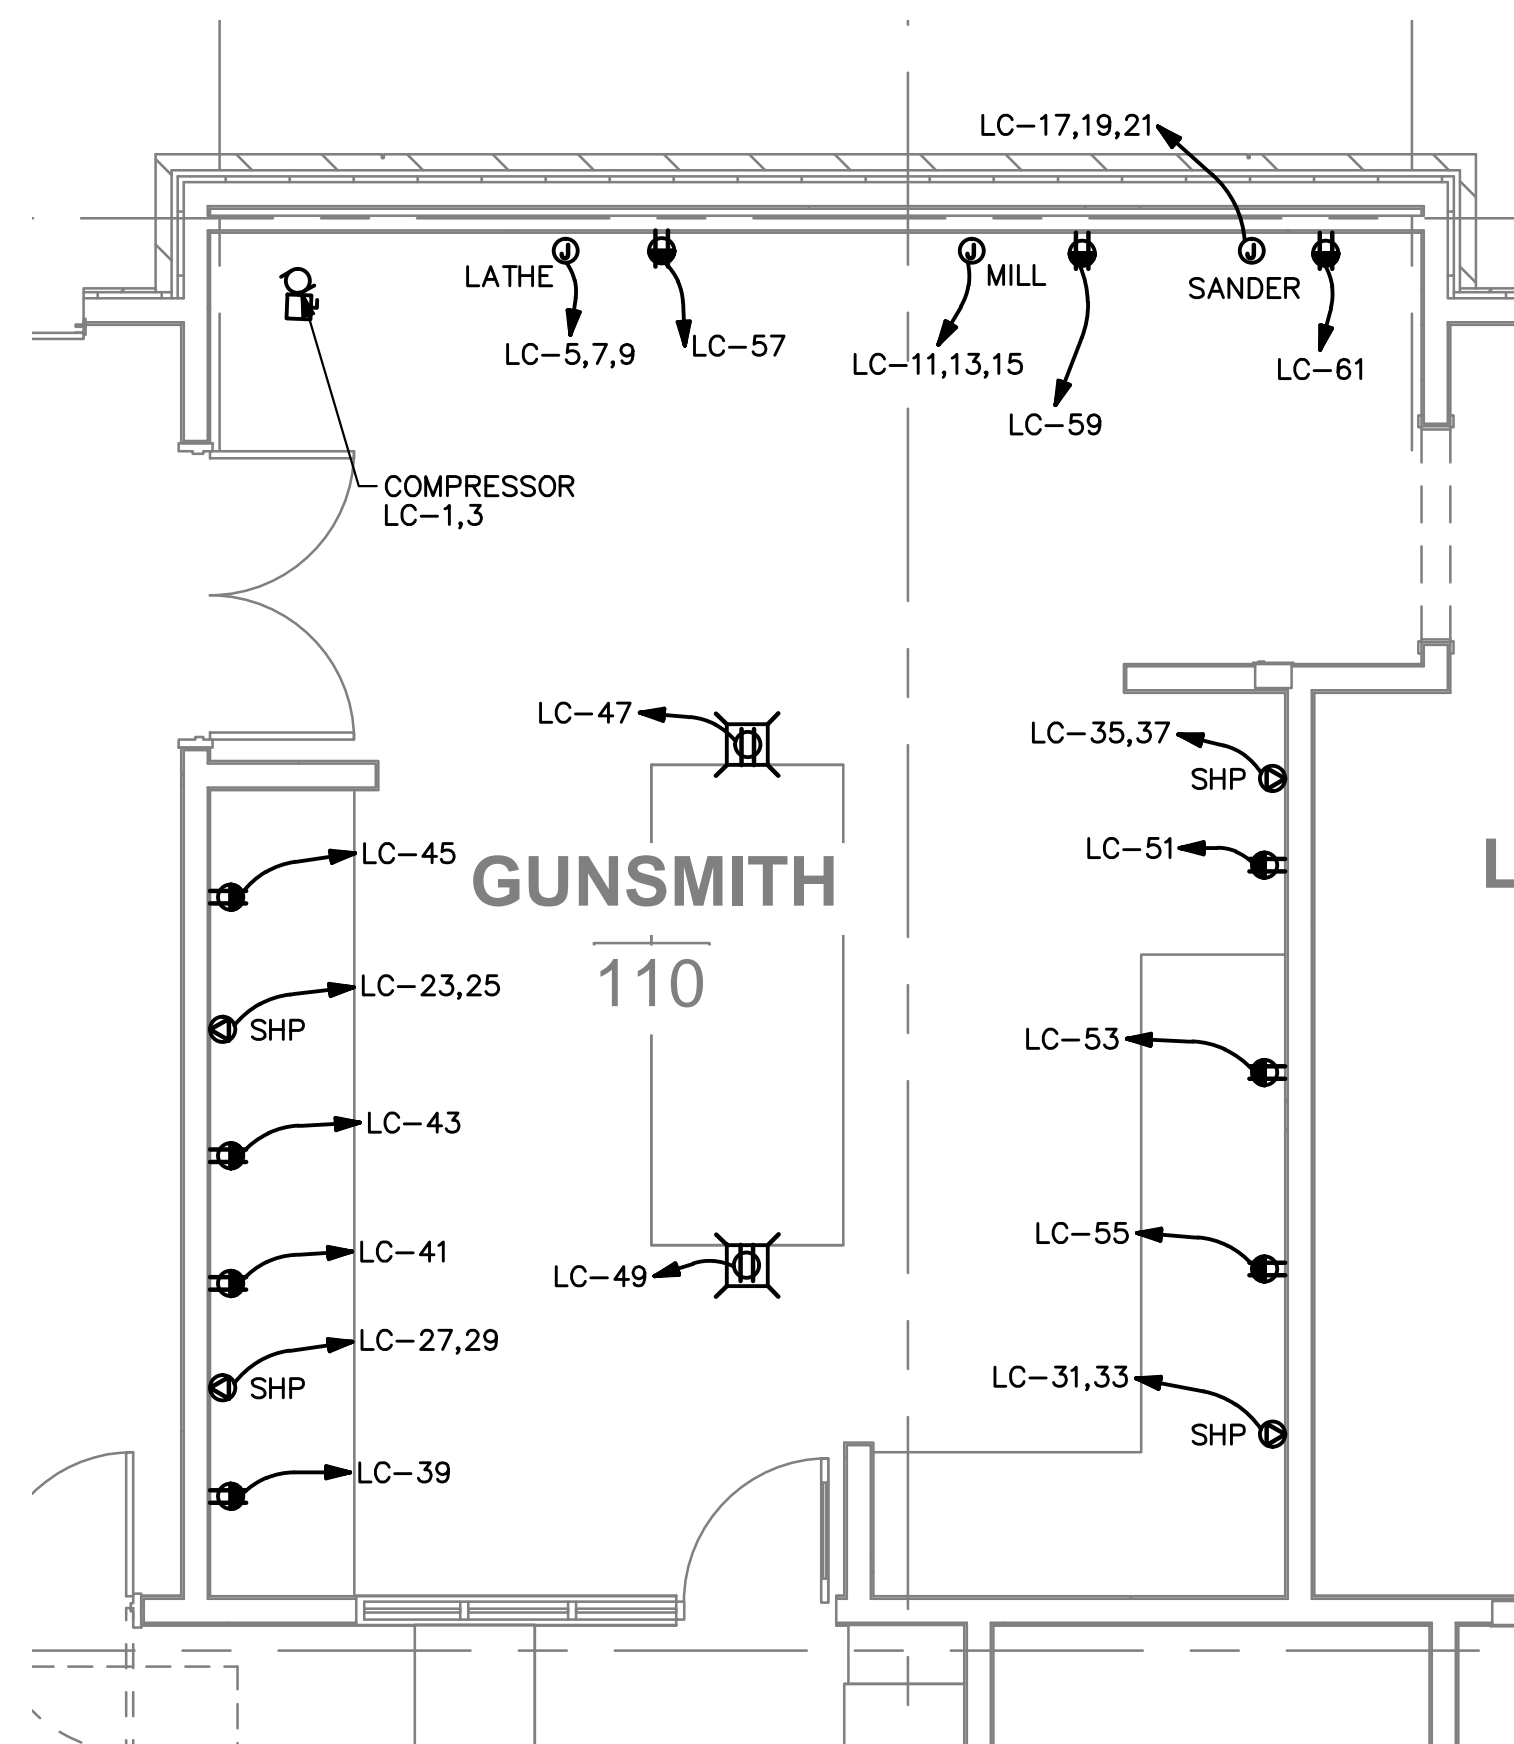 LC-17,19,21
LATHE
MILL
SANDER
LC-5,7,9
LC-57
LC-11,13,15
LC-61
LC-59
COMPRESSOR
LC-1,3
LC-47
LC-35,37
SHP
LC-45
LC-51
GUNSMITH
110
L
LC-23,25
SHP
LC-53
LC-43
LC-55
LC-41
LC-49
LC-27,29
SHP
LC-31,33
SHP
LC-39
J
J
J
J